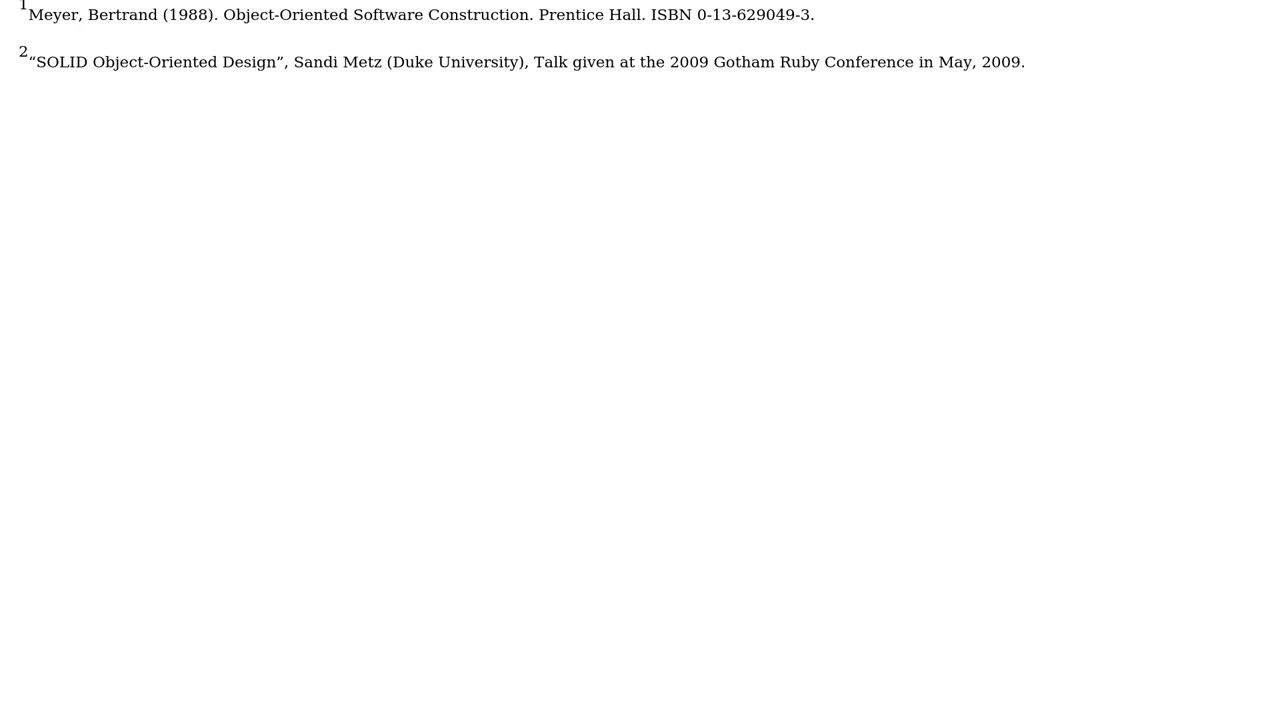 1Meyer, Bertrand (1988). Object-Oriented Software Construction. Prentice Hall. ISBN 0-13-629049-3.
2“SOLID Object-Oriented Design”, Sandi Metz (Duke University), Talk given at the 2009 Gotham Ruby Conference in May, 2009.